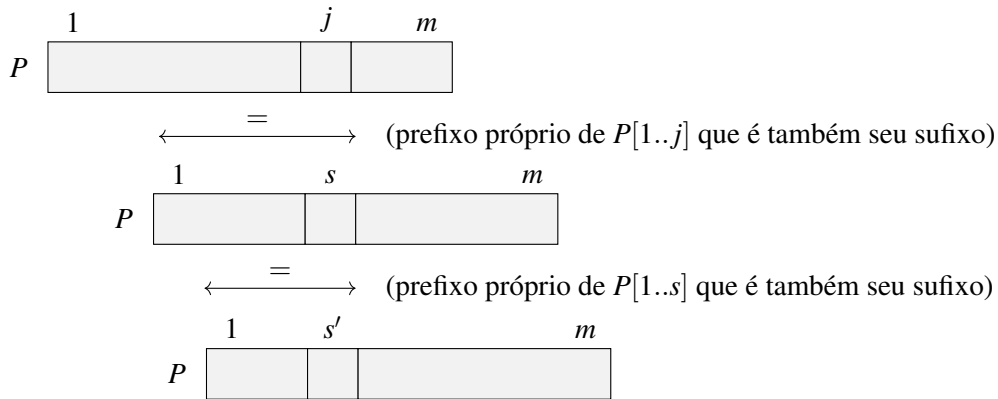 1 j m
P
= (prefixo próprio de P[1..j] que é também seu sufixo)
1 s m
P
= (prefixo próprio de P[1..s] que é também seu sufixo)
1 s′ m
P